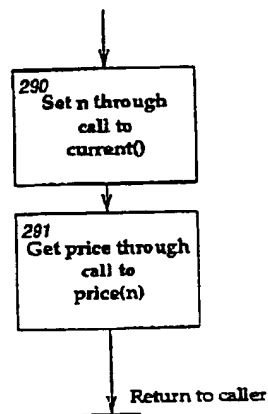 290
Set n through
call to
current()
291
Get price through
call to
price(n)
Return to caller